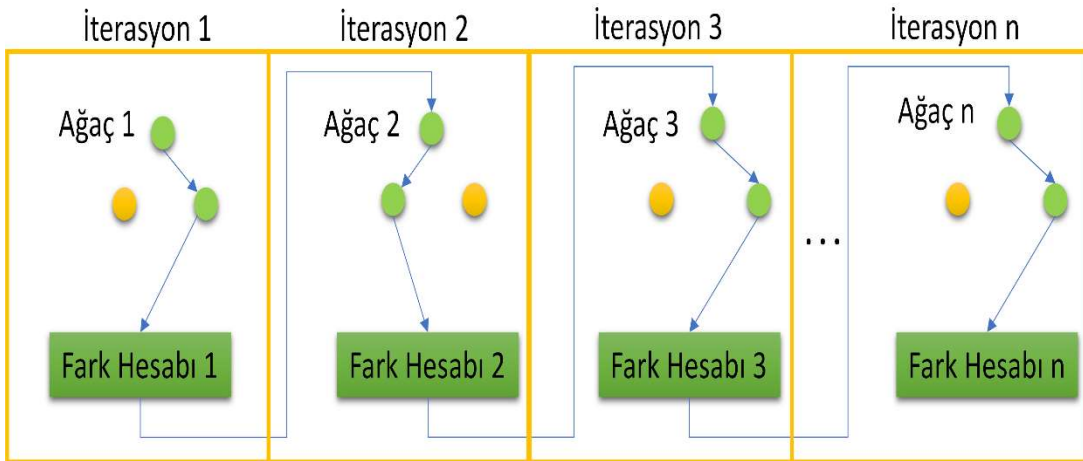 İterasyon 1
İterasyon 2
İterasyon 3
İterasyon n
Ağaç 1
Ağaç 2
Ağaç 3
Ağaç n
...
Fark Hesabı 1
Fark Hesabı 2
Fark Hesabı 3
Fark Hesabı n